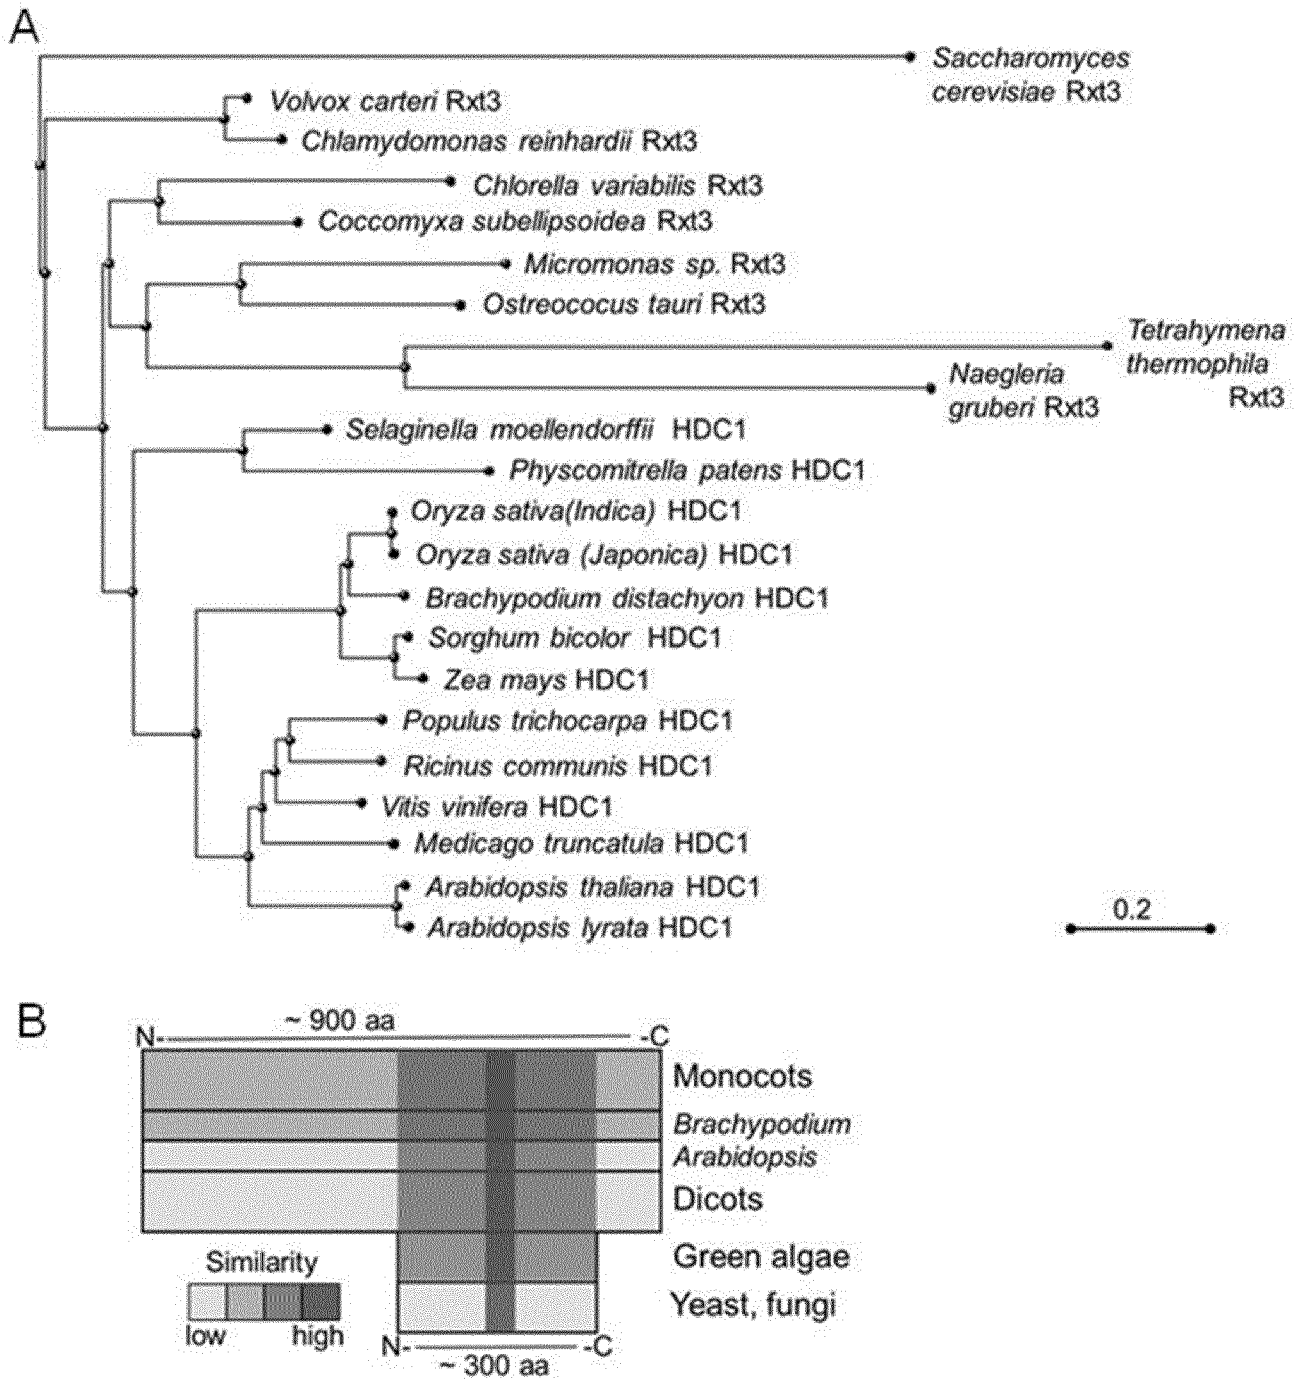 A
Saccharomyces
cerevisiae Rxt3
Volvox carteri Rxt3
Chlamydomonas reinhardii Rxt3
Chlorella variabilis Rxt3
Coccomyxa subellipsoidea Rxt3
Micromonas sp. Rxt3
Ostreococus tauri Rxt3
Tetrahymena
thermophila
Rxt3
Naegleria
gruberi Rxt3
Selaginella moellendorffii HDC1
Physcomitrella patens HDC1
Oryza sativa(Indica) HDC1
Oryza sativa (Japonica) HDC1
Brachypodium distachyon HDC1
Sorghum bicolor HDC1
Zea mays HDC1
Populus trichocarpa HDC1
Ricinus communis HDC1
Vitis vinifera HDC1
Medicago truncatula HDC1
Arabidopsis thaliana HDC1
Arabidopsis lyrata HDC1
0.2
B
~ 900 aa
N- -C
Monocots
Brachypodium
Arabidopsis
Dicots
Green algae
Yeast, fungi
Similarity
low high
N- -C
~ 300 aa